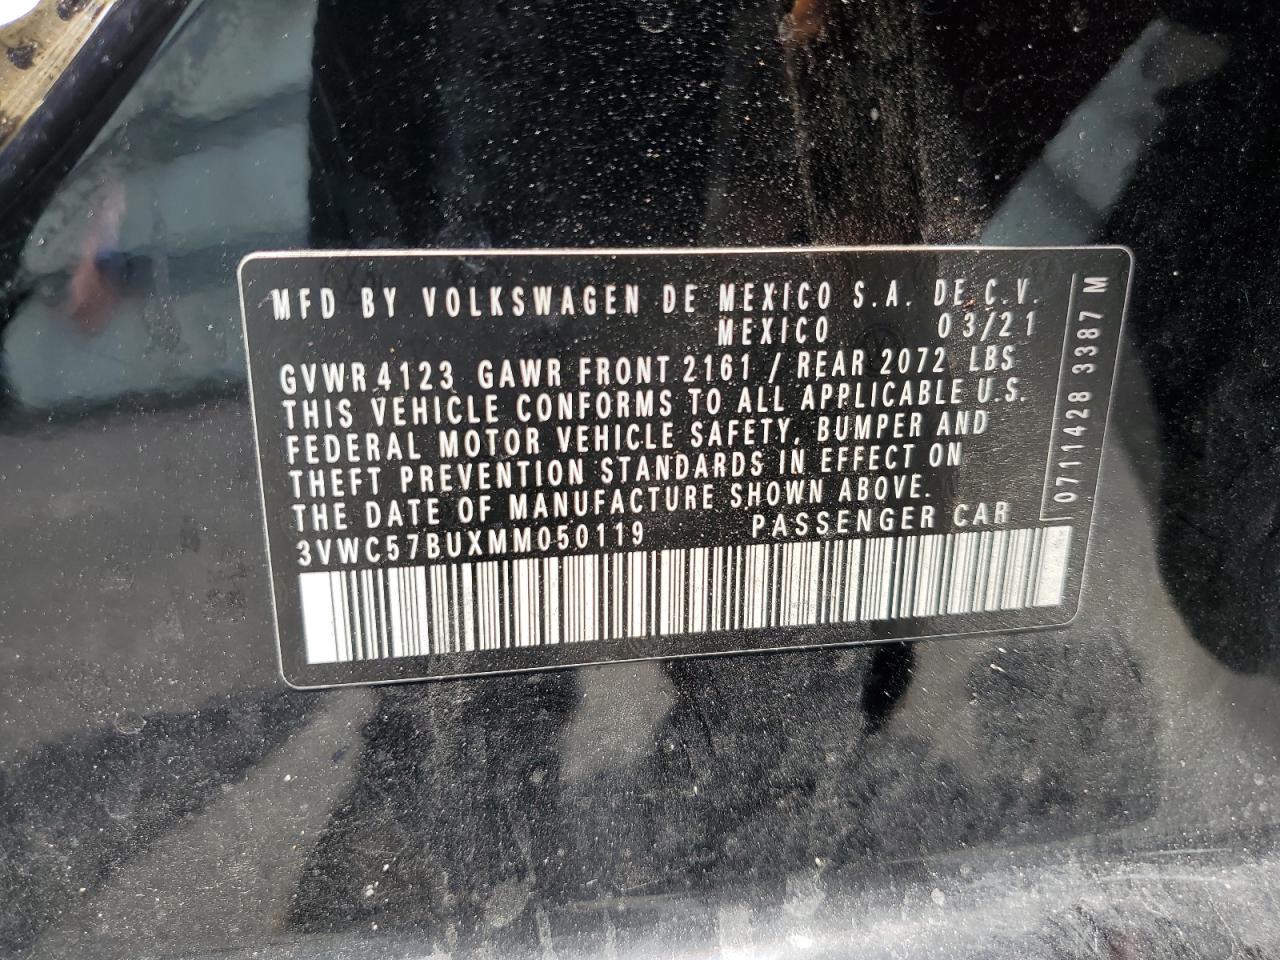 MFD BY VOLKSWAGEN DE MEXICO S.A. DE C.V.
MEXICO 03/21
GVWR 4123 GAWR FRONT 2161 / REAR 2072 LBS
THIS VEHICLE CONFORMS TO ALL APPLICABLE U.S.
FEDERAL MOTOR VEHICLE SAFETY, BUMPER AND
THEFT PREVENTION STANDARDS IN EFFECT ON
THE DATE OF MANUFACTURE SHOWN ABOVE.
3VWC57BUXMM050119 PASSENGER CAR
0711428 3387 M